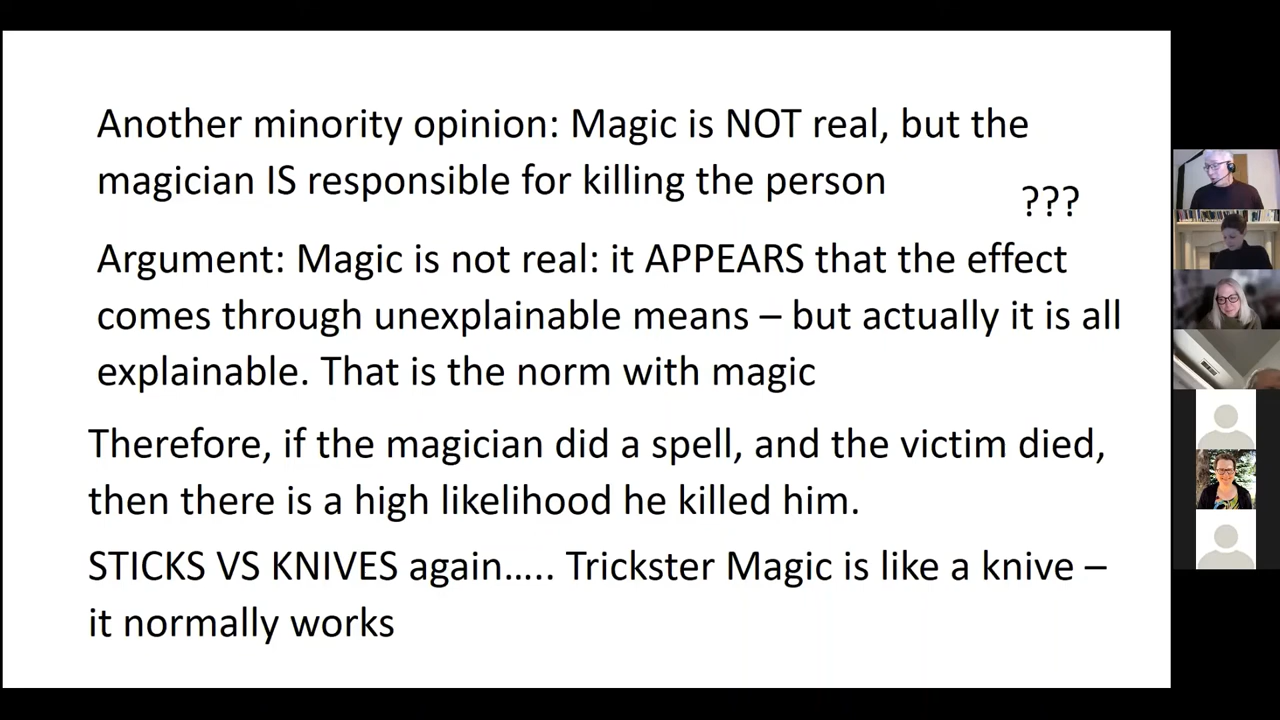 Another minority opinion: Magic is NOT real, but the
magician IS responsible for killing the person
???
Argument: Magic is not real: it APPEARS that the effect
comes through unexplainable means – but actually it is all
explainable. That is the norm with magic
Therefore, if the magician did a spell, and the victim died,
then there is a high likelihood he killed him.
STICKS VS KNIVES again….. Trickster Magic is like a knive –
it normally works